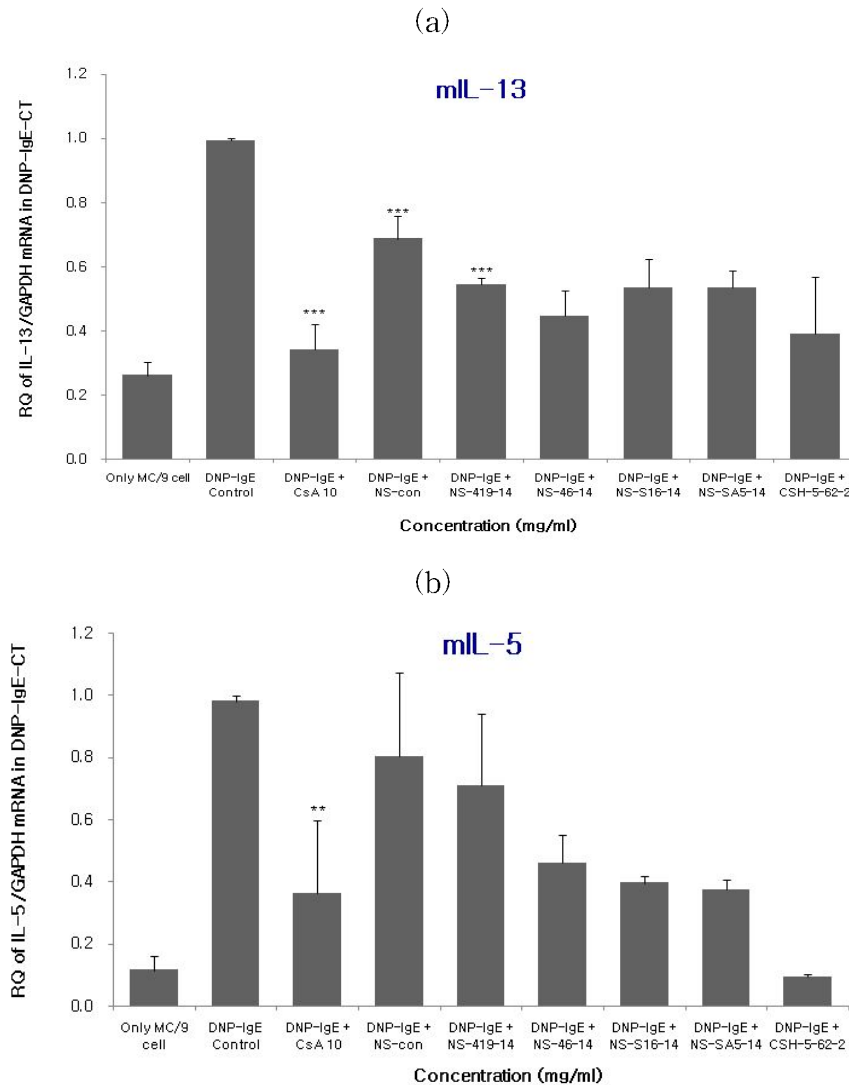 (a)
mIL-13
RQ of IL-13/GAPDH mRNA in DNP-IgE-CT
1.2
1.0
0.8
0.6
0.4
0.2
0.0
***
***
***
Only MC/9 cell
DNP-IgE
Control
DNP-IgE +
CsA 10
DNP-IgE +
NS-con
DNP-IgE +
NS-419-14
DNP-IgE +
NS-46-14
DNP-IgE +
NS-S16-14
DNP-IgE +
NS-SA5-14
DNP-IgE +
CSH-5-62-2
Concentration (mg/ml)
(b)
mIL-5
RQ of IL-5/GAPDH mRNA in DNP-IgE-CT
1.2
1.0
0.8
0.6
0.4
0.2
0.0
**
Only MC/9
cell
DNP-IgE
Control
DNP-IgE +
CsA 10
DNP-IgE +
NS-con
DNP-IgE +
NS-419-14
DNP-IgE +
NS-46-14
DNP-IgE +
NS-S16-14
DNP-IgE +
NS-SA5-14
DNP-IgE +
CSH-5-62-2
Concentration (mg/ml)